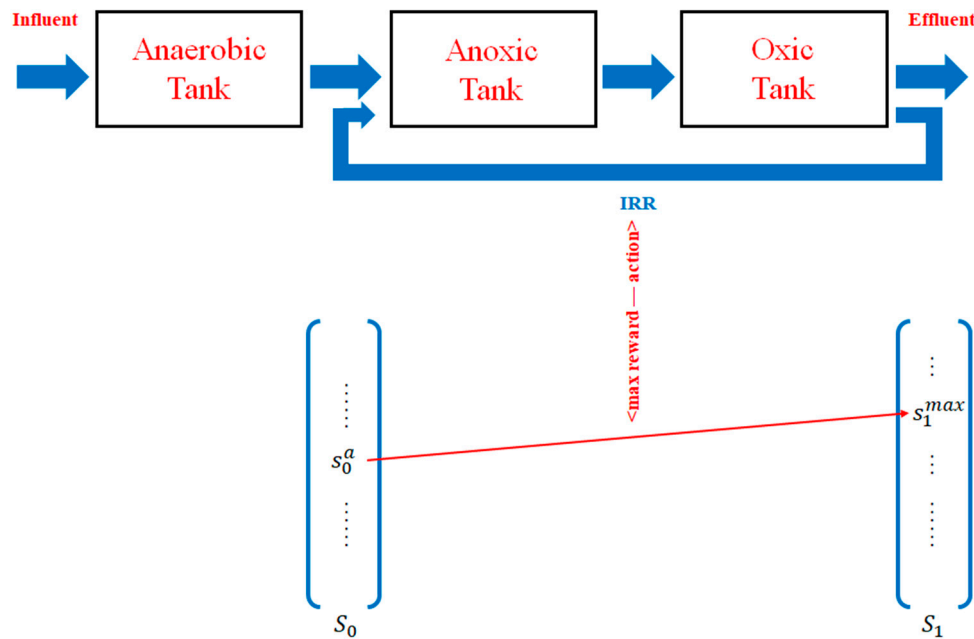 Influent
Effluent
Anaerobic
Tank
Anoxic
Tank
Oxic
Tank
IRR
<max reward — action>
……
…
s_1^{max}
s_0^a
…
……
……
S_0
S_1